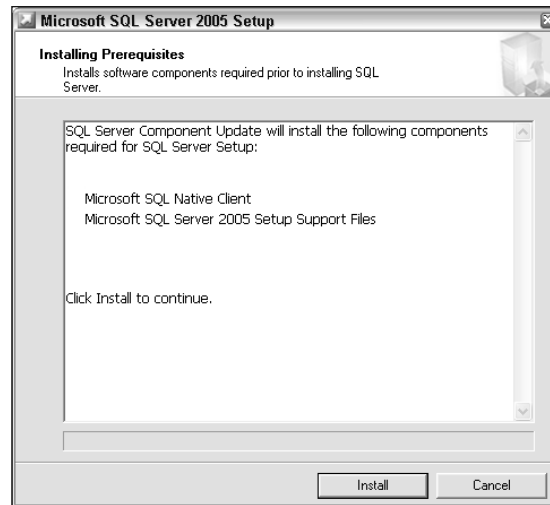 Microsoft SQL Server 2005 Setup
Installing Prerequisites
Installs software components required prior to installing SQL
Server.
SQL Server Component Update will install the following components
required for SQL Server Setup:
Microsoft SQL Native Client
Microsoft SQL Server 2005 Setup Support Files
Click Install to continue.
Install
Cancel